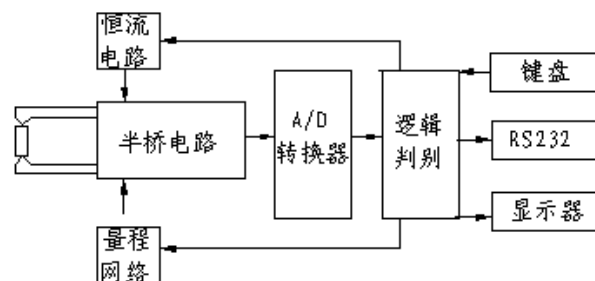 恒流
电路
键盘
A/D
转换器
逻辑
判别
半桥电路
RS232
显示器
量程
网络